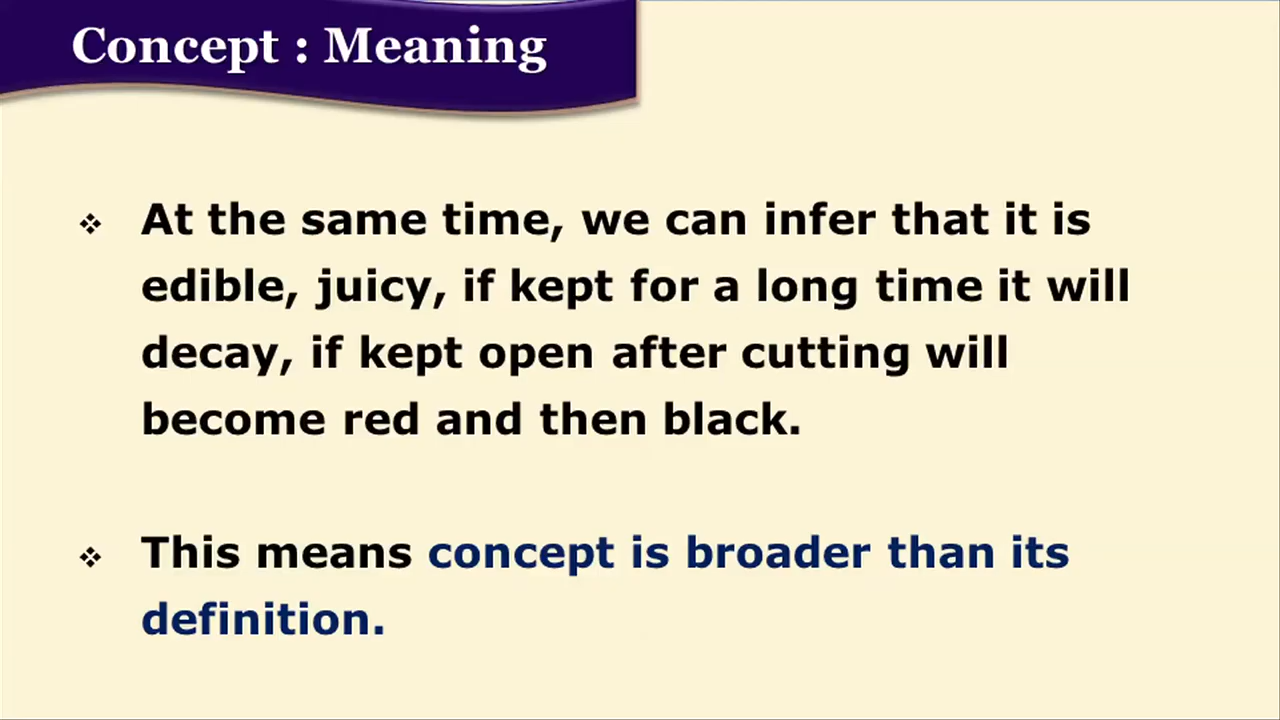 Concept : Meaning
❖ At the same time, we can infer that it is
edible, juicy, if kept for a long time it will
decay, if kept open after cutting will
become red and then black.
❖ This means concept is broader than its
definition.